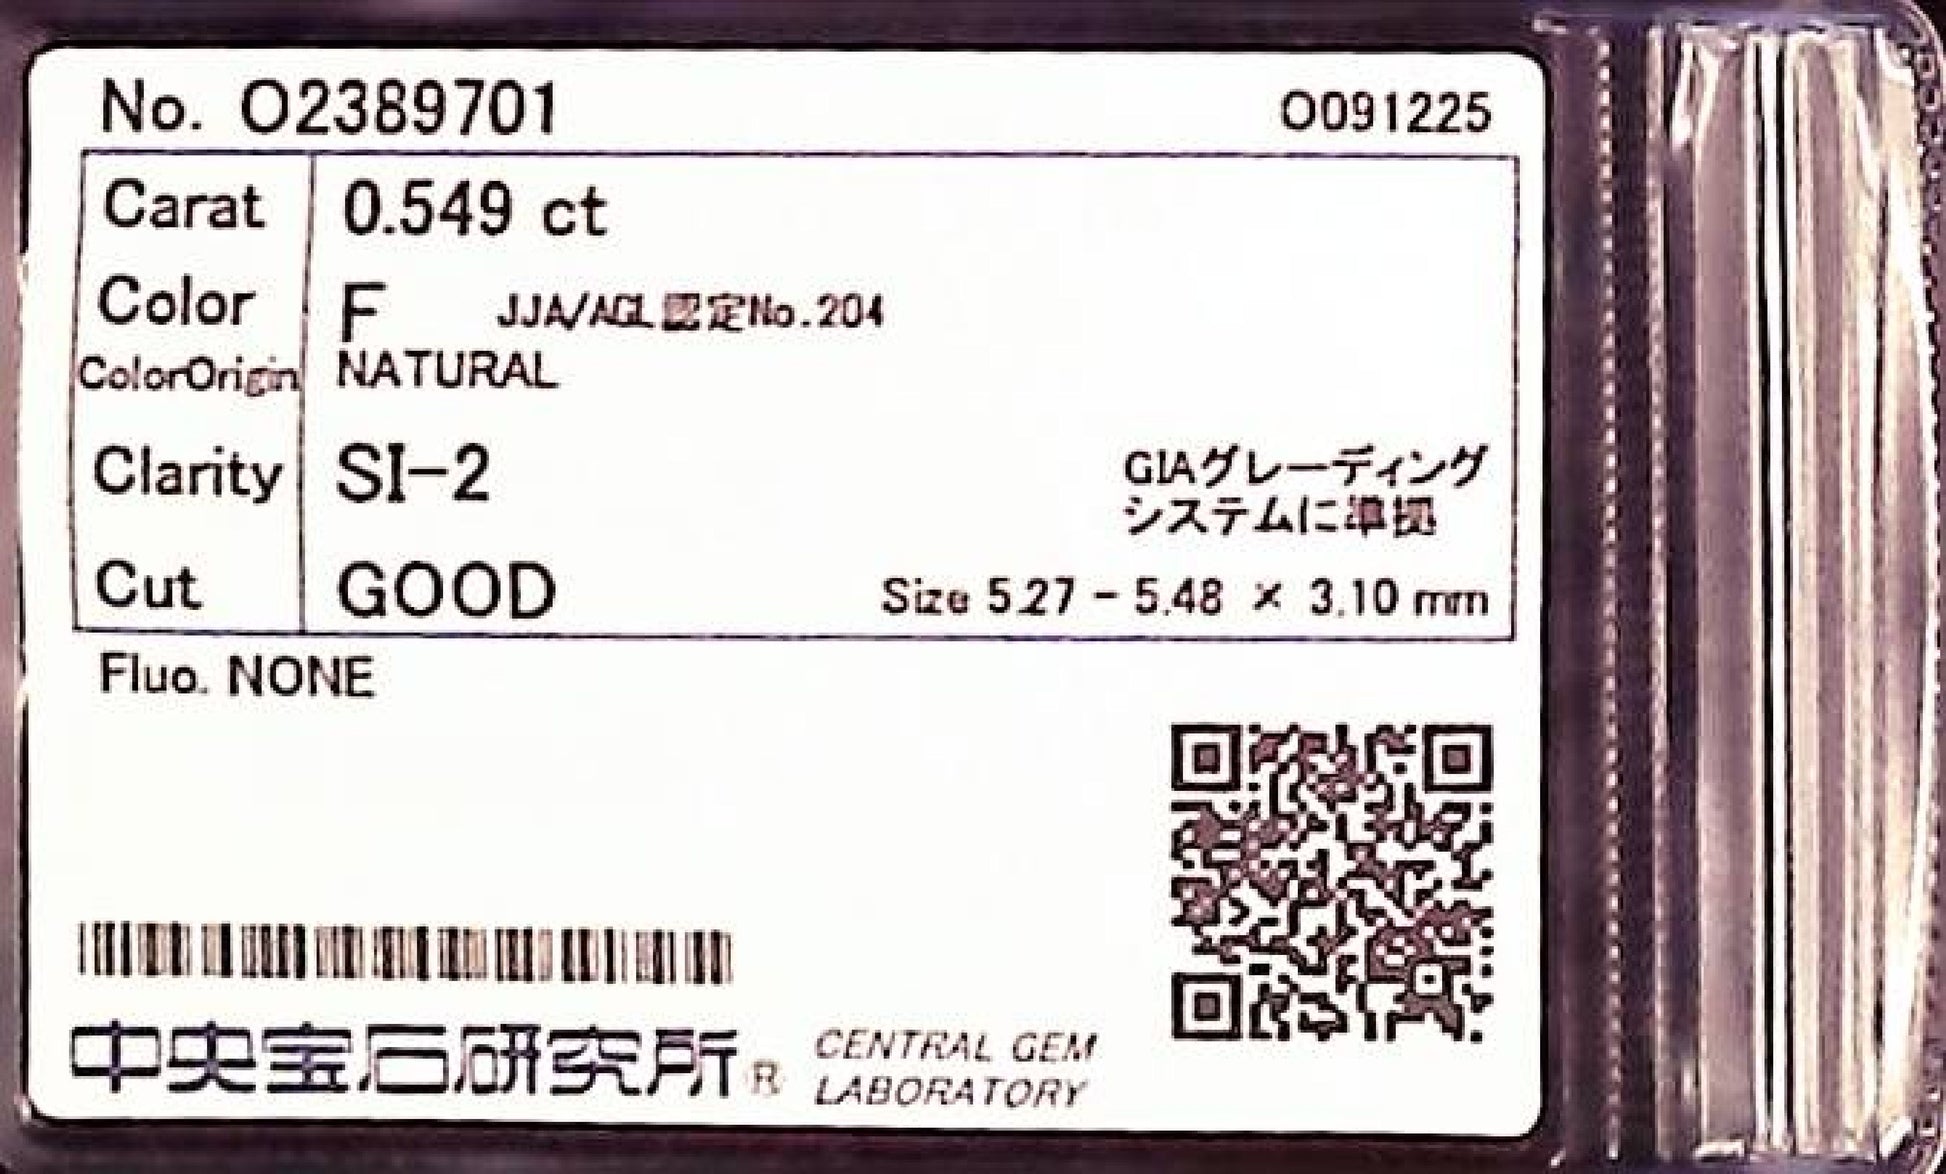 No. O2389701 O091225
Carat 0.549 ct
Color F JJA/AGL認定No.204
ColorOrigin NATURAL
Clarity SI-2 GIAグレーディング
システムに準拠
Cut GOOD Size 5.27 - 5.48 × 3.10 mm
Fluo. NONE
中央宝石研究所® CENTRAL GEM
LABORATORY